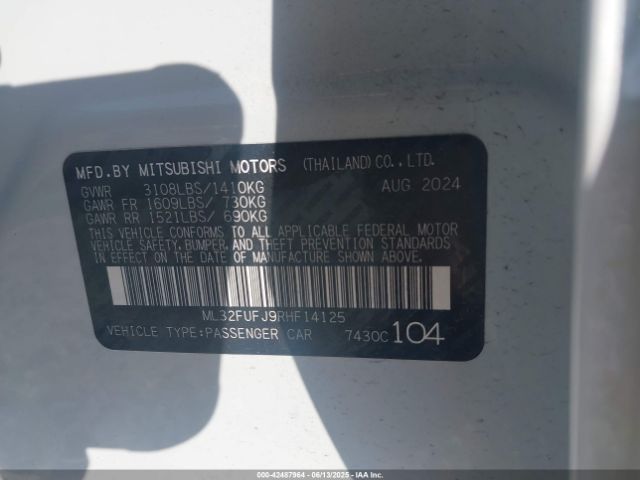 MFD.BY MITSUBISHI MOTORS (THAILAND)CO.,LTD.
GVWR 3108LBS/1410KG AUG 2024
GAWR FR 1609LBS/ 730KG
GAWR RR 1521LBS/ 690KG
THIS VEHICLE CONFORMS TO ALL APPLICABLE FEDERAL MOTOR
VEHICLE SAFETY,BUMPER,AND THEFT PREVENTION STANDARDS
IN EFFECT ON THE DATE OF MANUFACTURE SHOWN ABOVE.
ML32FUFJ9RHF14125
VEHICLE TYPE:PASSENGER CAR 7430C 104
000-42487964 - 06/13/2025 - IAA Inc.